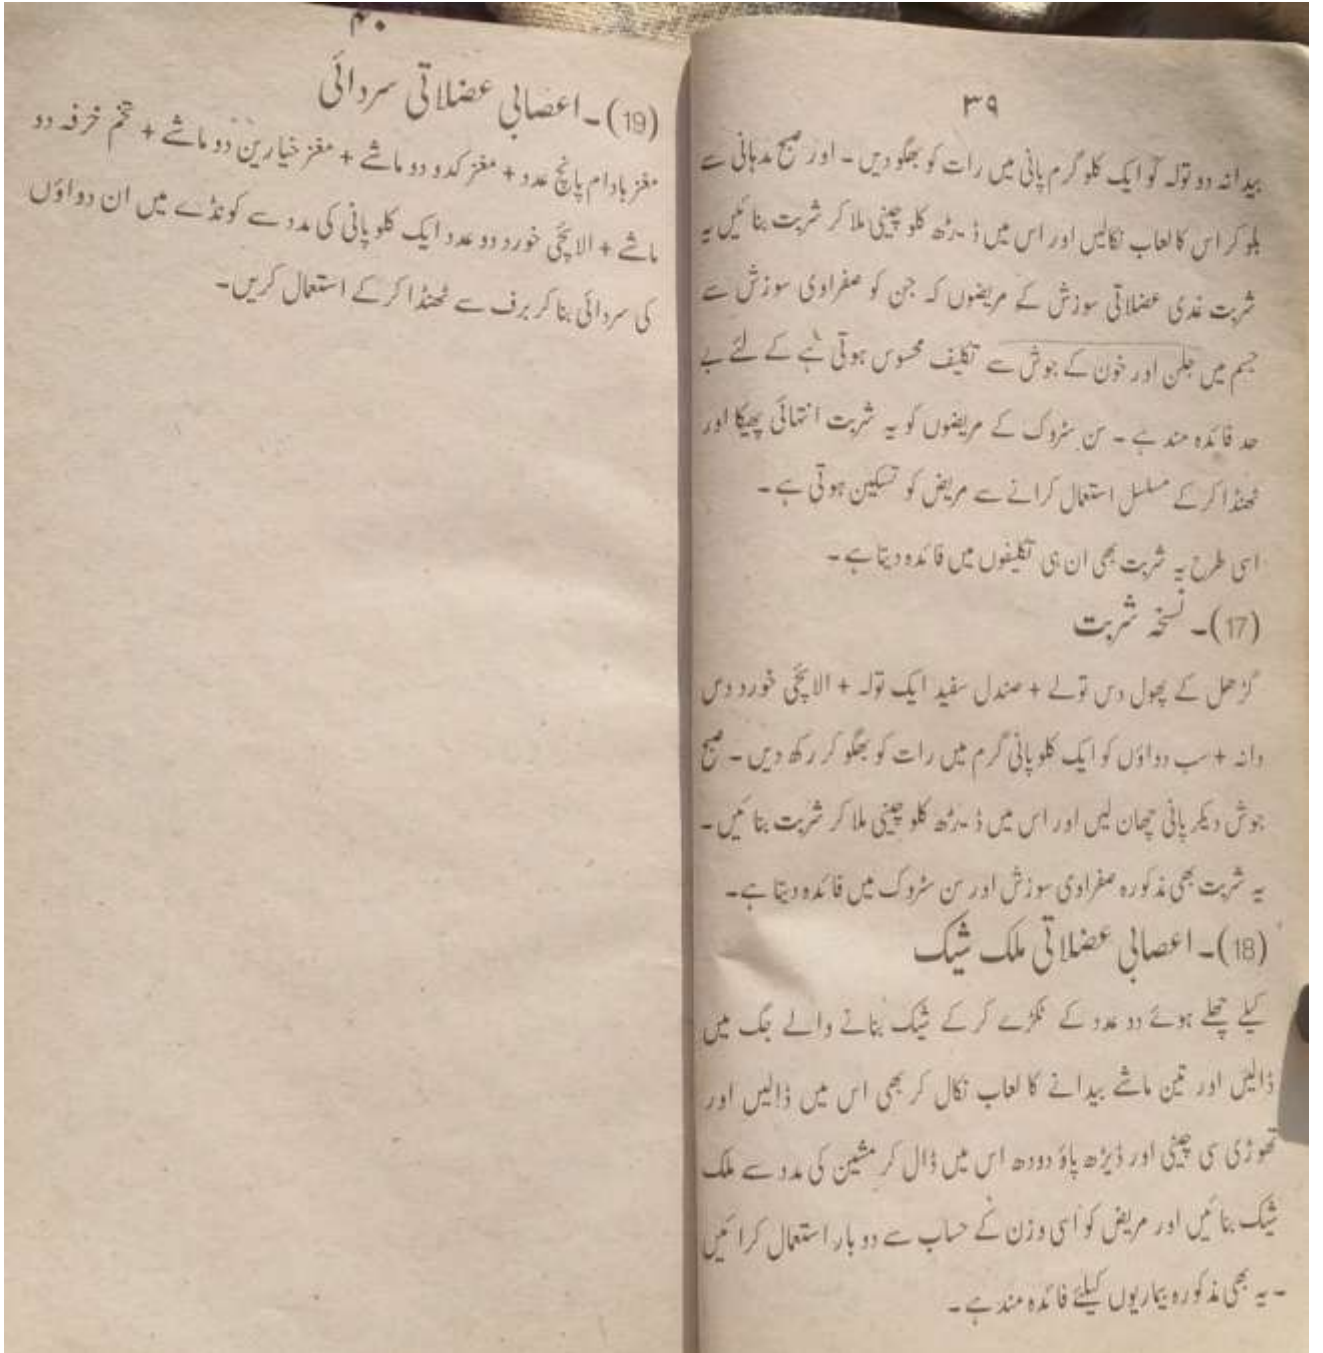 ۳۹
بیدانہ دو تولہ کو ایک کلو گرم پانی میں رات کو بھگو دیں ۔ اور صبح مدہانی سے
بلو کر اس کا لعاب نکالیں اور اس میں ڈیڑھ کلو چینی ملا کر شربت بنائیں یہ
شربت غدی عضلاتی سوزش کے مریضوں کہ جن کو صفراوی سوزش سے
جسم میں جلن اور خون کے جوش سے تکلیف محسوس ہوتی ہے کے لئے بے
حد فائدہ مند ہے ۔ سن سٹروک کے مریضوں کو یہ شربت انتہائی پھیکا اور
ٹھنڈا کر کے مسلسل استعمال کرانے سے مریض کو تسکین ہوتی ہے ۔
اسی طرح یہ شربت بھی ان ہی تکلیفوں میں فائدہ دیتا ہے ۔
(17)۔ نسخہ شربت
گڑھل کے پھول دس تولے + صندل سفید ایک تولہ + الائچی خورد دس
دانہ + سب دواؤں کو ایک کلو پانی گرم میں رات کو بھگو کر رکھ دیں ۔ صبح
جوش دیکر پانی چھان لیں اور اس میں ڈیڑھ کلو چینی ملا کر شربت بنائیں ۔
یہ شربت بھی مذکورہ صفراوی سوزش اور سن سٹروک میں فائدہ دیتا ہے۔
(18)۔ اعصابی عضلاتی ملک شیک
کیلے چھلے ہوئے دو عدد کے ٹکڑے کر کے شیک بنانے والے جگ میں
ڈالیں اور تین ماشے بیدانے کا لعاب نکال کر بھی اس میں ڈالیں اور
تھوڑی سی چینی اور ڈیڑھ پاؤ دودھ اس میں ڈال کر مشین کی مدد سے ملک
شیک بنائیں اور مریض کو اسی وزن کے حساب سے دو بار استعمال کرائیں
۔ یہ بھی مذکورہ بیماریوں کیلئے فائدہ مند ہے ۔
۴۰
(19)۔ اعصابی عضلاتی سردائی
مغز بادام پانچ عدد + مغز کدو دو ماشے + مغز خیارین دو ماشے + تخم خرفہ دو
ماشے + الائچی خورد دو عدد ایک کلو پانی کی مدد سے کونڈے میں ان دواؤں
کی سردائی بنا کر برف سے ٹھنڈا کر کے استعمال کریں۔